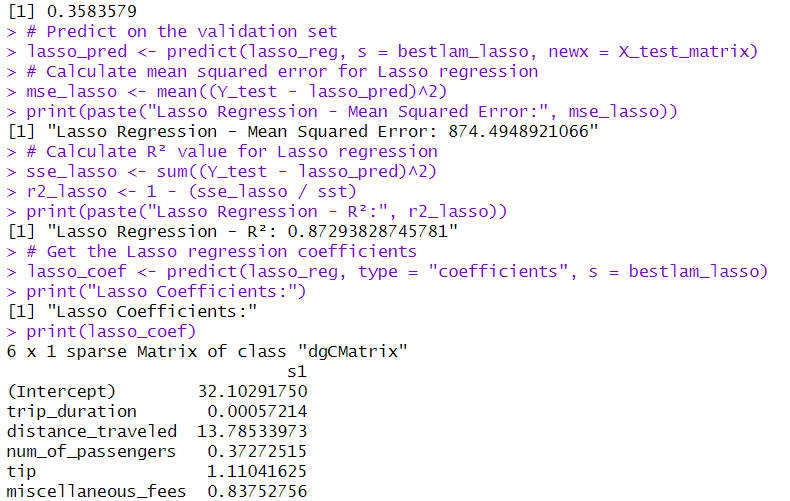 [1] 0.3583579
> # Predict on the validation set
> lasso_pred <- predict(lasso_reg, s = bestlam_lasso, newx = X_test_matrix)
> # Calculate mean squared error for Lasso regression
> mse_lasso <- mean((Y_test - lasso_pred)^2)
> print(paste("Lasso Regression - Mean Squared Error:", mse_lasso))
[1] "Lasso Regression - Mean Squared Error: 874.4948921066"
> # Calculate R² value for Lasso regression
> sse_lasso <- sum((Y_test - lasso_pred)^2)
> r2_lasso <- 1 - (sse_lasso / sst)
> print(paste("Lasso Regression - R²:", r2_lasso))
[1] "Lasso Regression - R²: 0.87293828745781"
> # Get the Lasso regression coefficients
> lasso_coef <- predict(lasso_reg, type = "coefficients", s = bestlam_lasso)
> print("Lasso Coefficients:")
[1] "Lasso Coefficients:"
> print(lasso_coef)
6 x 1 sparse Matrix of class "dgCMatrix"
                            s1
(Intercept)        32.10291750
trip_duration       0.00057214
distance_traveled  13.78533973
num_of_passengers   0.37272515
tip                 1.11041625
miscellaneous_fees  0.83752756